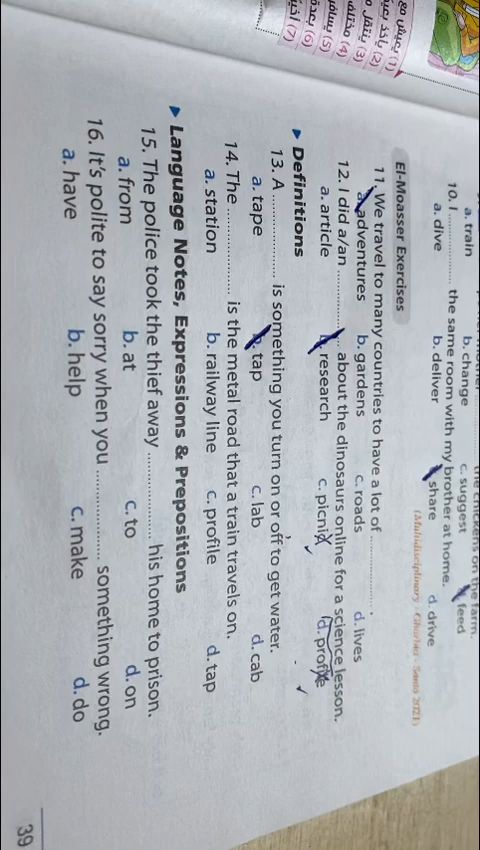 a. train b. change c. suggest d. feed
10. I ............ the same room with my brother at home.
a. dive b. deliver c. share d. drive
El-Moasser Exercises
11. We travel to many countries to have a lot of ............ .
a. adventures b. gardens c. roads d. lives
12. I did a/an ............ about the dinosaurs online for a science lesson.
a. article b. research c. picnic d. profile
Definitions
13. A ............ is something you turn on or off to get water.
a. tape b. tap c. lab d. cab
14. The ............ is the metal road that a train travels on.
a. station b. railway line c. profile d. tap
Language Notes, Expressions & Prepositions
15. The police took the thief away ............ his home to prison.
a. from b. at c. to d. on
16. It's polite to say sorry when you ............ something wrong.
a. have b. help c. make d. do
39